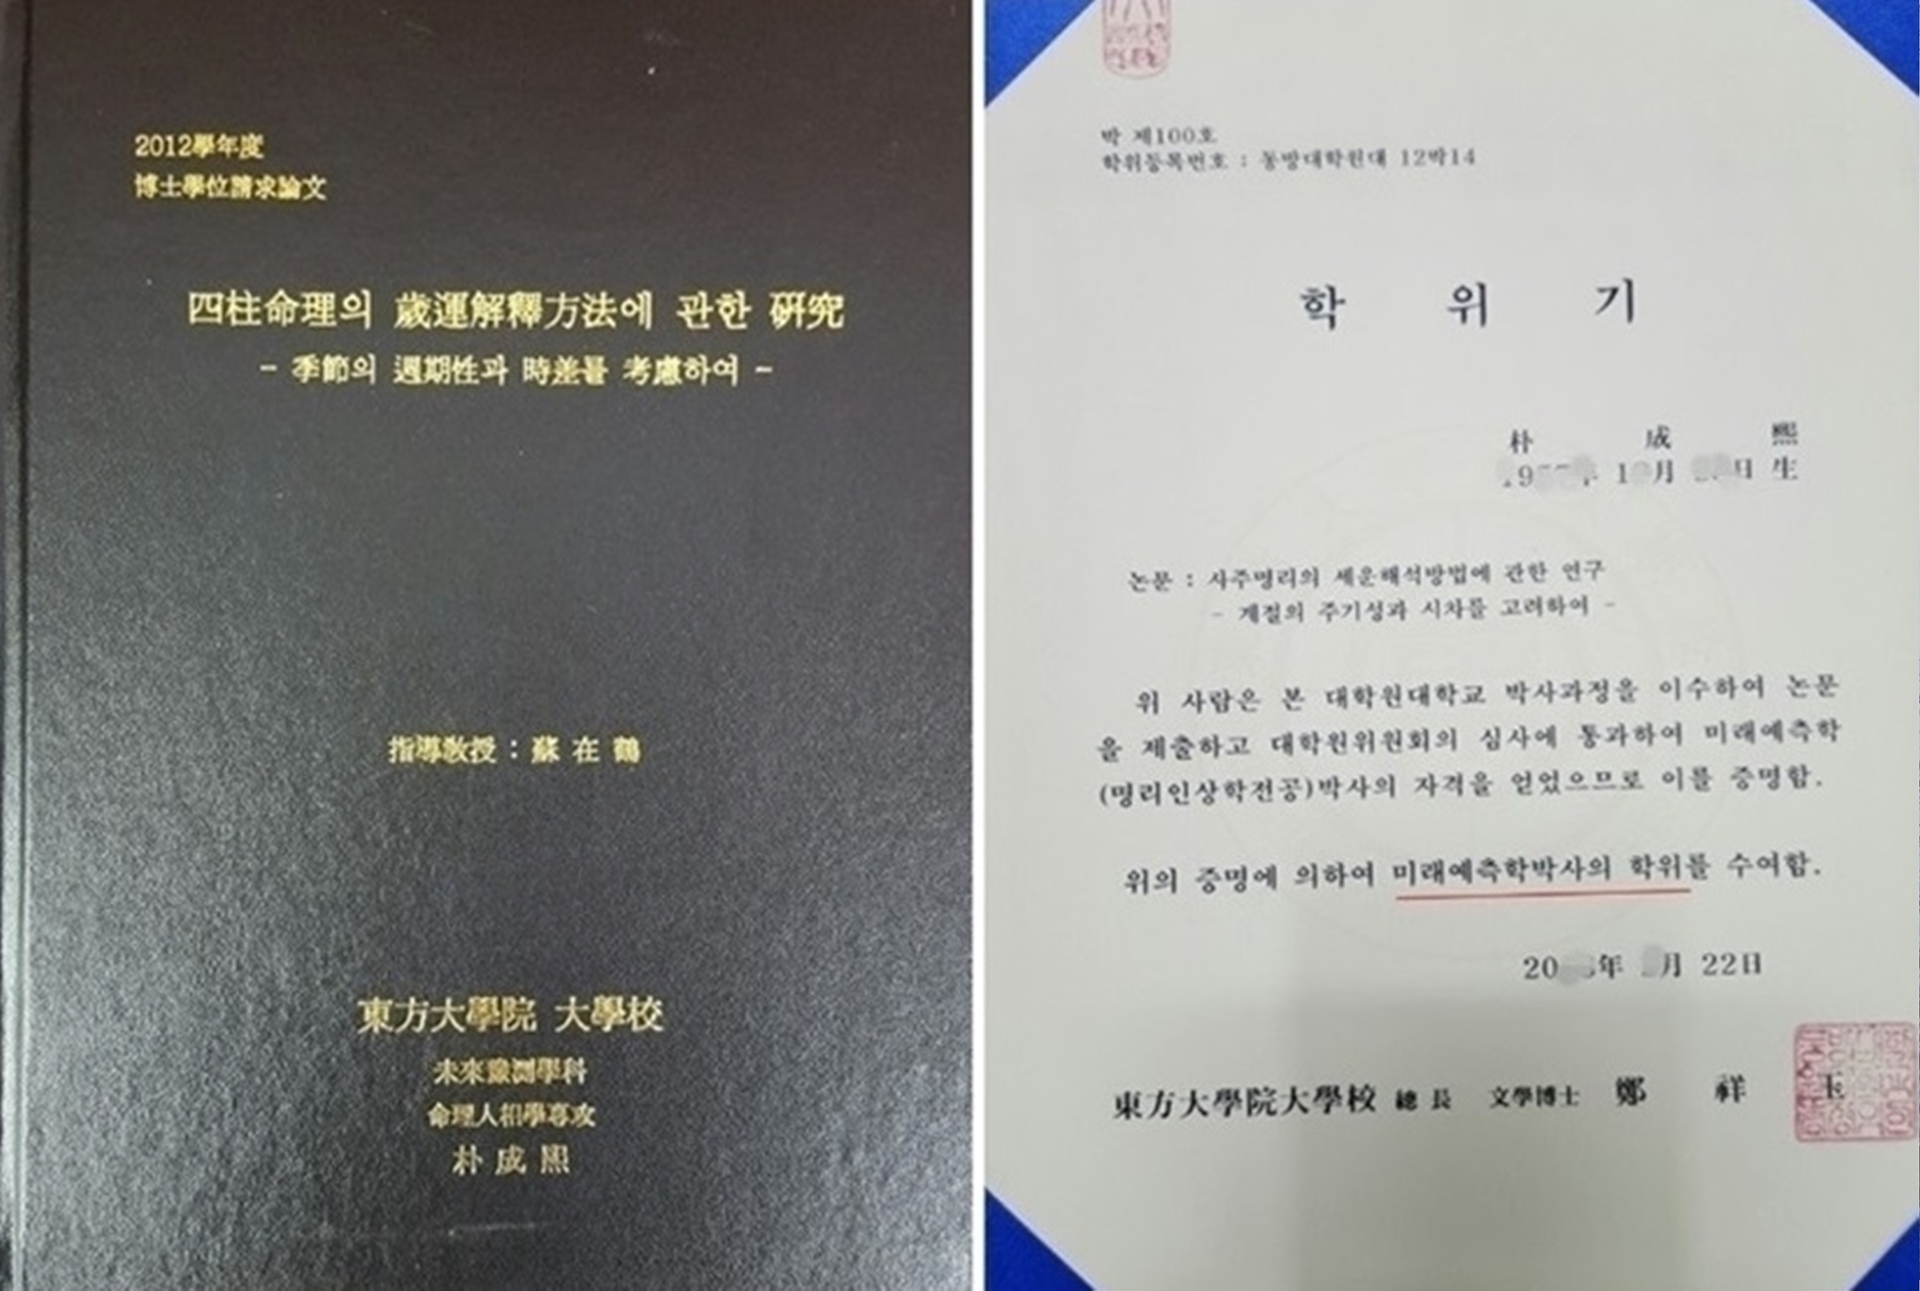 2012學年度
博士學位請求論文
四柱命理의 歲運解釋方法에 관한 硏究
- 季節의 週期性과 時差를 考慮하여 -
指導敎授 : 蘇在鶴
東方大學院 大學校
未來豫測學科
命理人相學專攻
朴成熙
박 제100호
학위등록번호 : 동방대학원대 12박14
학 위 기
朴 成 熙
月 日 生
논문 : 사주명리의 세운해석방법에 관한 연구
- 계절의 주기성과 시차를 고려하여 -
위 사람은 본 대학원대학교 박사과정을 이수하여 논문
을 제출하고 대학원위원회의 심사에 통과하여 미래예측학
(명리인상학전공)박사의 자격을 얻었으므로 이를 증명함.
위의 증명에 의하여 미래예측학박사의 학위를 수여함.
年 月 22日
東方大學院大學校 總長 文學博士 鄭 祥 玉